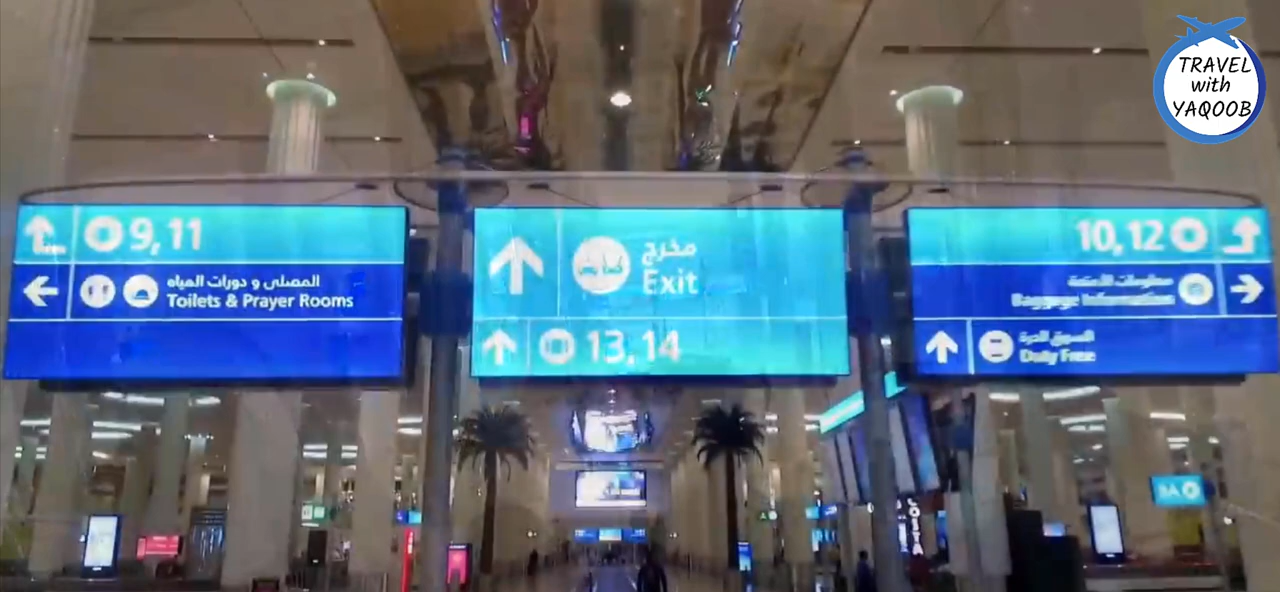 TRAVEL
with
YAQOOB
9, 11
المصلى و دورات المياه
Toilets & Prayer Rooms
مخرج
Exit
13, 14
10, 12
معلومات الأمتعة
Baggage Information
السوق الحرة
Duty Free
8A
COSTA